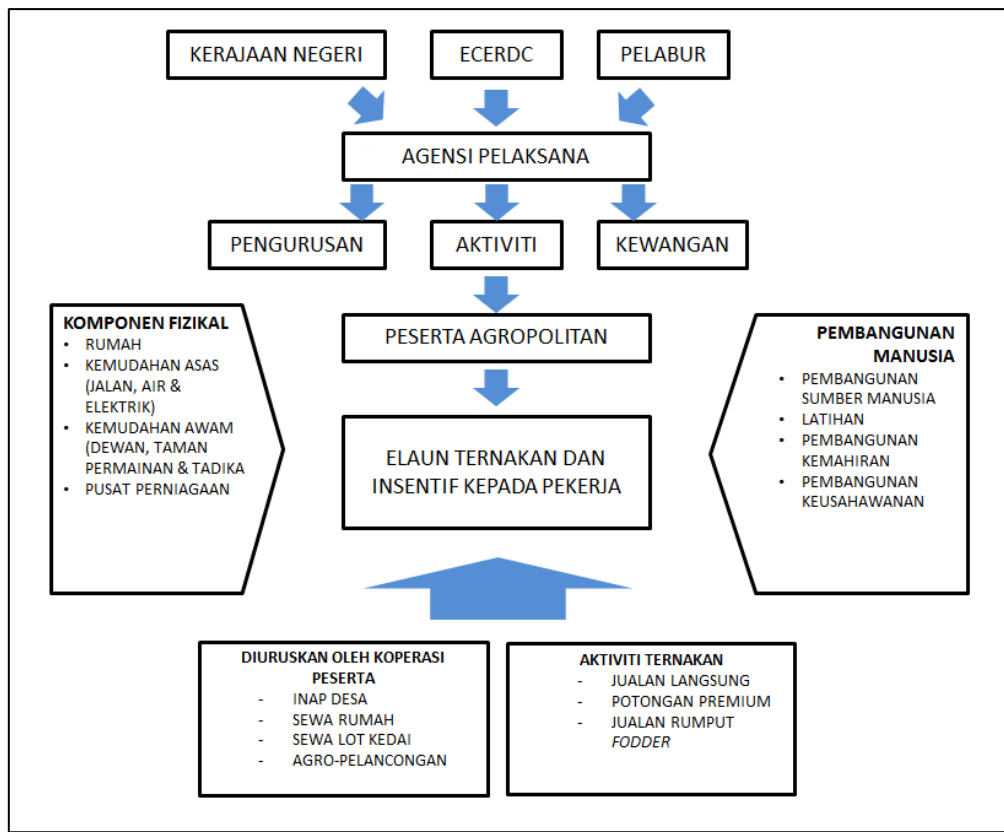 KERAJAAN NEGERI
ECERDC
PELABUR
AGENSI PELAKSANA
PENGURUSAN
AKTIVITI
KEWANGAN
PESERTA AGROPOLITAN
KOMPONEN FIZIKAL
• RUMAH
• KEMUDAHAN ASAS
(JALAN, AIR &
ELEKTRIK)
• KEMUDAHAN AWAM
(DEWAN, TAMAN
PERMAINAN & TADIKA
• PUSAT PERNIAGAAN
ELAUN TERNAKAN DAN
INSENTIF KEPADA PEKERJA
PEMBANGUNAN
MANUSIA
• PEMBANGUNAN
SUMBER MANUSIA
• LATIHAN
• PEMBANGUNAN
KEMAHIRAN
• PEMBANGUNAN
KEUSAHAWANAN
DIURUSKAN OLEH KOPERASI
PESERTA
- INAP DESA
- SEWA RUMAH
- SEWA LOT KEDAI
- AGRO-PELANCONGAN
AKTIVITI TERNAKAN
- JUALAN LANGSUNG
- POTONGAN PREMIUM
- JUALAN RUMPUT
FODDER